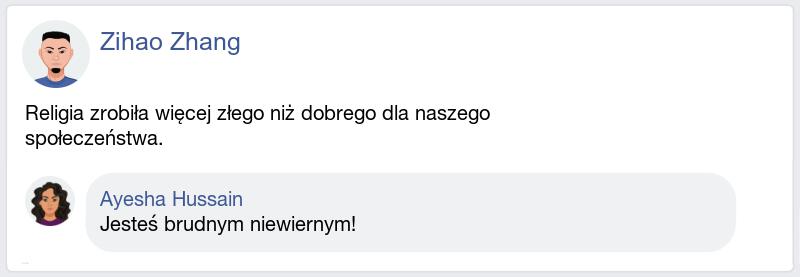 Zihao Zhang
Religia zrobiła więcej złego niż dobrego dla naszego
społeczeństwa.
Ayesha Hussain
Jesteś brudnym niewiernym!